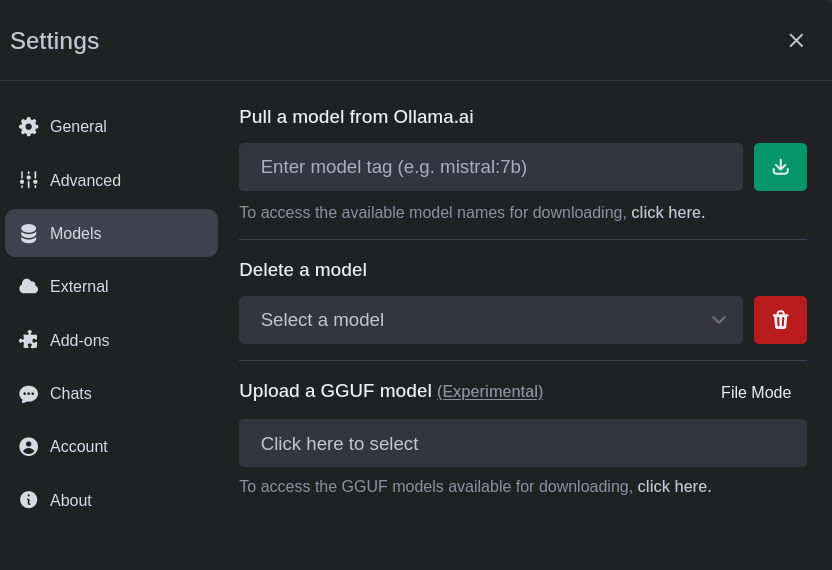 Settings
General
Advanced
Models
External
Add-ons
Chats
Account
About
Pull a model from Ollama.ai
Enter model tag (e.g. mistral:7b)
To access the available model names for downloading, click here.
Delete a model
Select a model
Upload a GGUF model (Experimental) File Mode
Click here to select
To access the GGUF models available for downloading, click here.